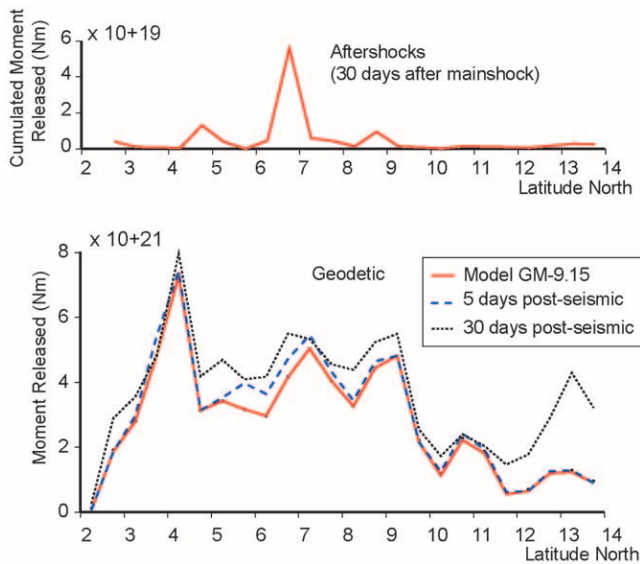 x 10+19
Aftershocks
(30 days after mainshock)
Cumulated Moment
Released (Nm)
6
4
2
0
2 3 4 5 6 7 8 9 10 11 12 13 14
Latitude North
x 10+21
Geodetic
Model GM-9.15
5 days post-seismic
30 days post-seismic
Moment Released (Nm)
8
6
4
2
0
2 3 4 5 6 7 8 9 10 11 12 13 14
Latitude North